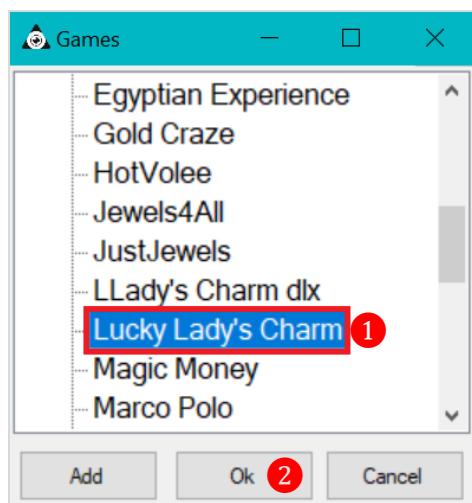 Games
Egyptian Experience
Gold Craze
HotVolee
Jewels4All
JustJewels
LLady's Charm dlx
Lucky Lady's Charm 1
Magic Money
Marco Polo
Add Ok 2 Cancel